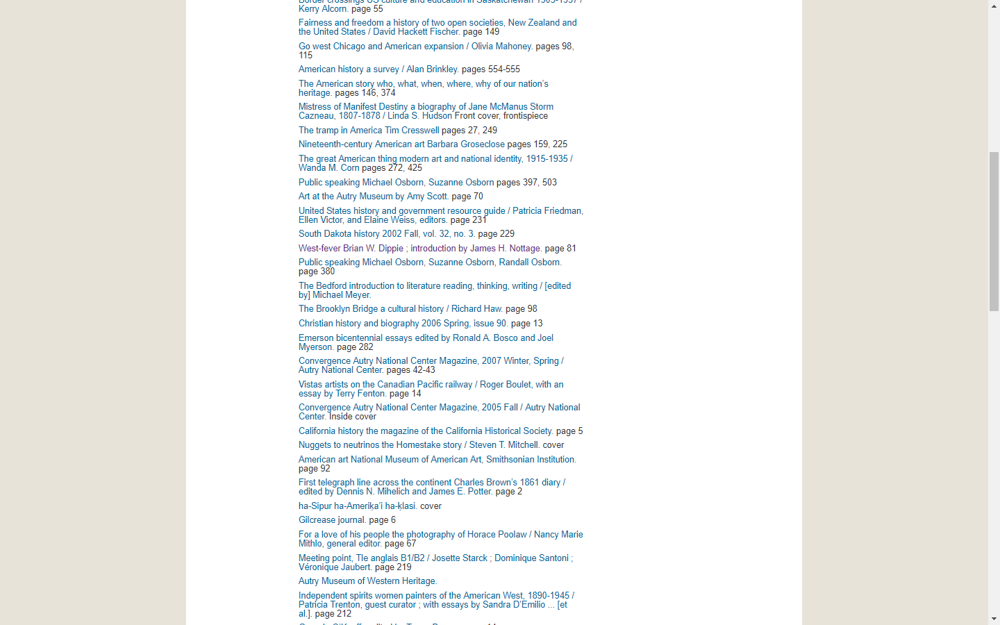 Border crossings US culture and education in Saskatchewan 1905-1937 /
Kerry Alcorn. page 55
Fairness and freedom a history of two open societies, New Zealand and
the United States / David Hackett Fischer. page 149
Go west Chicago and American expansion / Olivia Mahoney. pages 98,
115
American history a survey / Alan Brinkley. pages 554-555
The American story who, what, when, where, why of our nation's
heritage. pages 146, 374
Mistress of Manifest Destiny a biography of Jane McManus Storm
Cazneau, 1807-1878 / Linda S. Hudson Front cover, frontispiece
The tramp in America Tim Cresswell pages 27, 249
Nineteenth-century American art Barbara Groseclose pages 159, 225
The great American thing modern art and national identity, 1915-1935 /
Wanda M. Corn pages 272, 425
Public speaking Michael Osborn, Suzanne Osborn pages 397, 503
Art at the Autry Museum by Amy Scott. page 70
United States history and government resource guide / Patricia Friedman,
Ellen Victor, and Elaine Weiss, editors. page 231
South Dakota history 2002 Fall, vol. 32, no. 3. page 229
West-fever Brian W. Dippie ; introduction by James H. Nottage. page 81
Public speaking Michael Osborn, Suzanne Osborn, Randall Osborn.
page 380
The Bedford introduction to literature reading, thinking, writing / [edited
by] Michael Meyer.
The Brooklyn Bridge a cultural history / Richard Haw. page 98
Christian history and biography 2006 Spring, issue 90. page 13
Emerson bicentennial essays edited by Ronald A. Bosco and Joel
Myerson. page 282
Convergence Autry National Center Magazine, 2007 Winter, Spring /
Autry National Center. pages 42-43
Vistas artists on the Canadian Pacific railway / Roger Boulet, with an
essay by Terry Fenton. page 14
Convergence Autry National Center Magazine, 2005 Fall / Autry National
Center. Inside cover
California history the magazine of the California Historical Society. page 5
Nuggets to neutrinos the Homestake story / Steven T. Mitchell. cover
American art National Museum of American Art, Smithsonian Institution.
page 92
First telegraph line across the continent Charles Brown's 1861 diary /
edited by Dennis N. Mihelich and James E. Potter. page 2
ha-Sipur ha-Ameriḳa'i ha-ḳlasi. cover
Gilcrease journal. page 6
For a love of his people the photography of Horace Poolaw / Nancy Marie
Mithlo, general editor. page 67
Meeting point, Tle anglais B1/B2 / Josette Starck ; Dominique Santoni ;
Véronique Jaubert. page 219
Autry Museum of Western Heritage.
Independent spirits women painters of the American West, 1890-1945 /
Patricia Trenton, guest curator ; with essays by Sandra D'Emilio ... [et
al.]. page 212